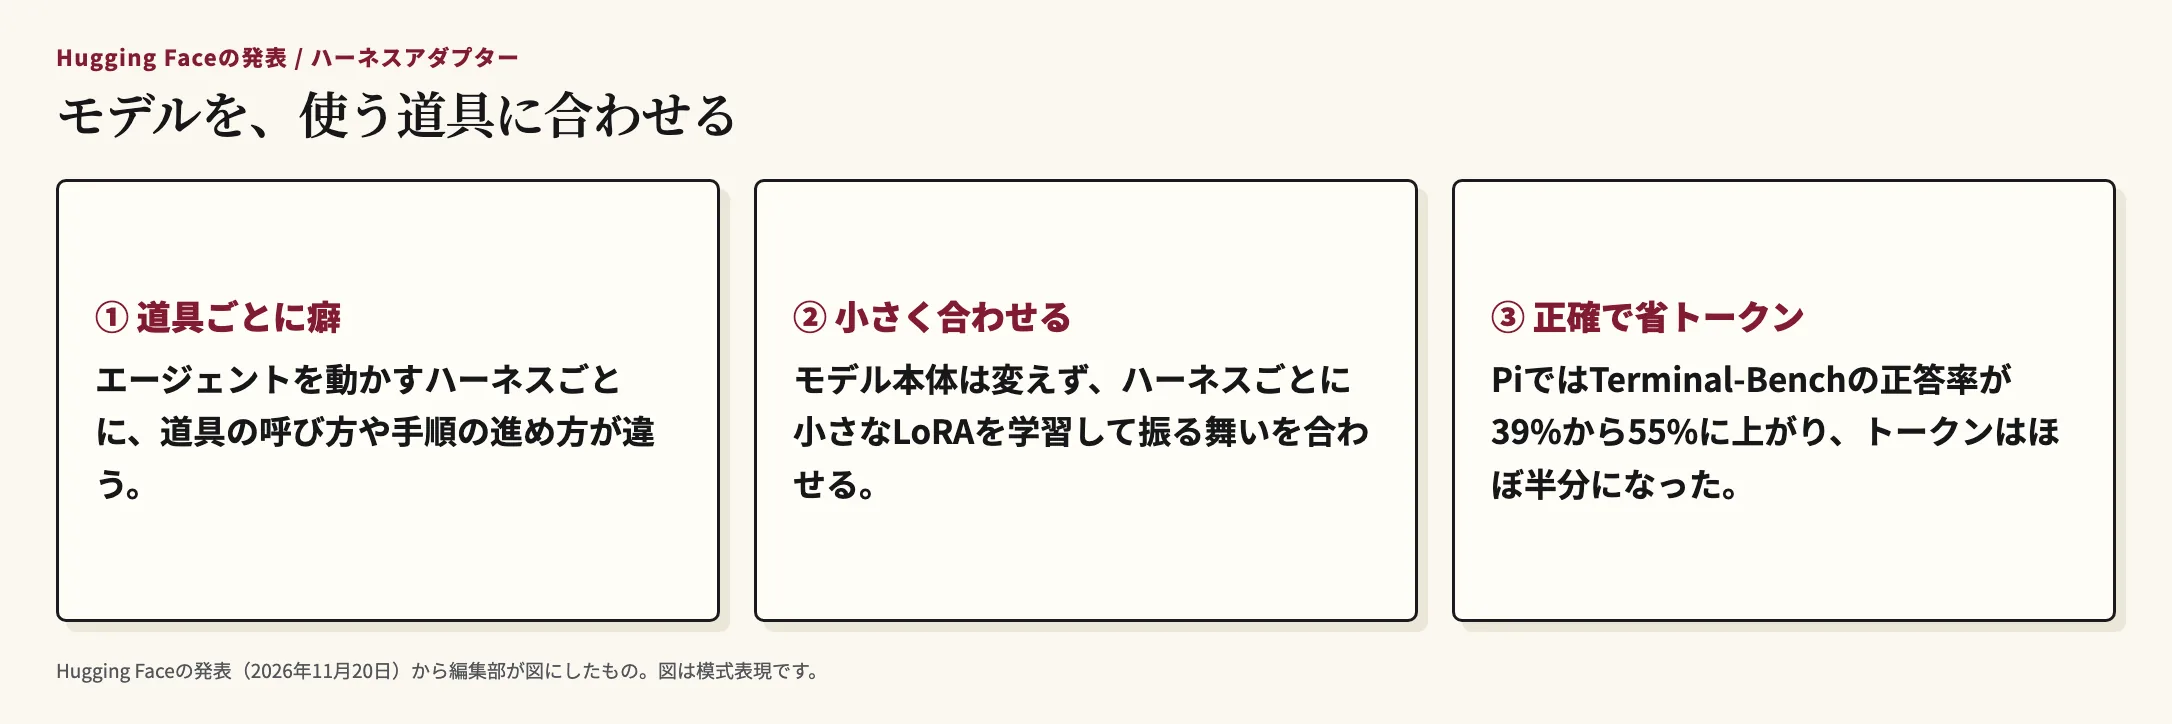 Hugging Faceの発表 / ハーネスアダプター
モデルを、使う道具に合わせる
① 道具ごとに癖
エージェントを動かすハーネスごと
に、道具の呼び方や手順の進め方が違
う。
② 小さく合わせる
モデル本体は変えず、ハーネスごとに
小さなLoRAを学習して振る舞いを合わ
せる。
③ 正確で省トークン
PiではTerminal-Benchの正答率が
39%から55%に上がり、トークンはほ
ぼ半分になった。
Hugging Faceの発表（2026年11月20日）から編集部が図にしたもの。図は模式表現です。